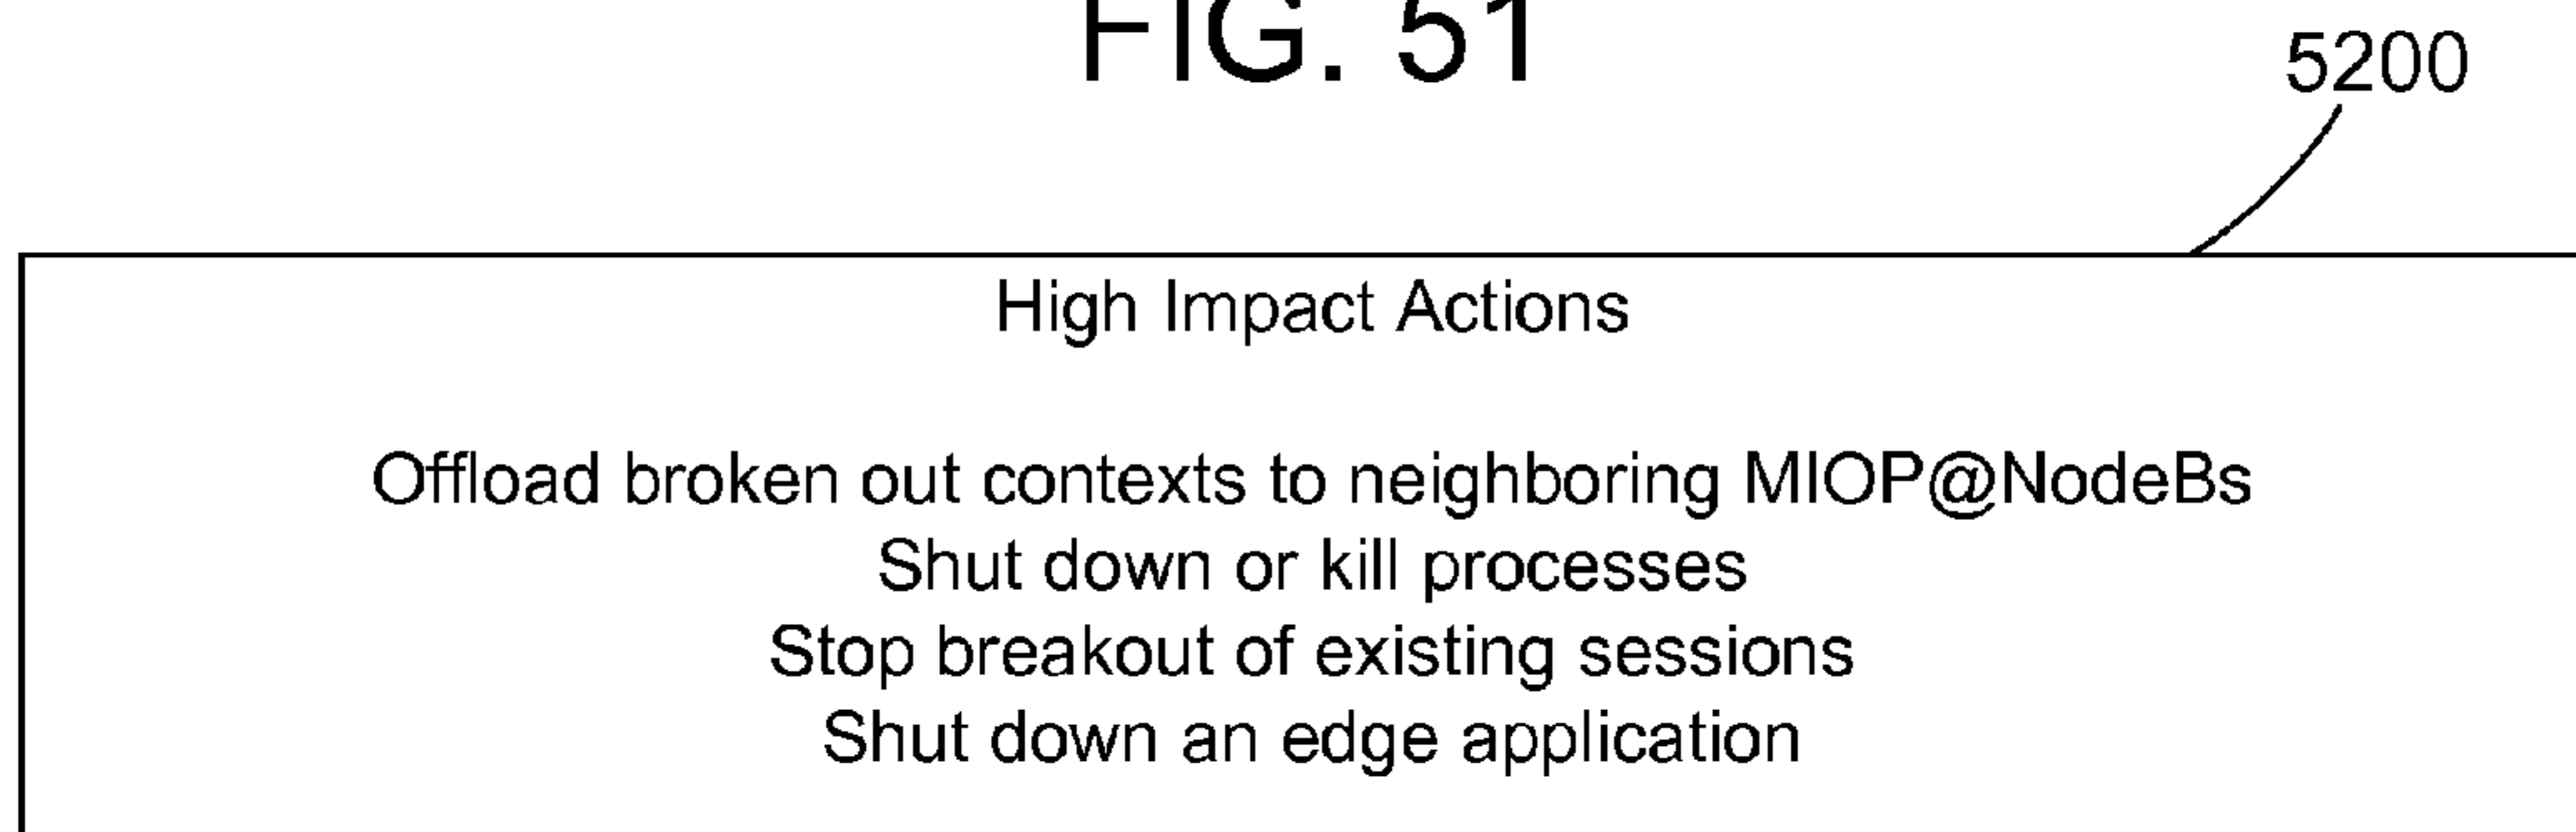 FIG. 51
5200
High Impact Actions
Offload broken out contexts to neighboring MIOP@NodeBs
Shut down or kill processes
Stop breakout of existing sessions
Shut down an edge application